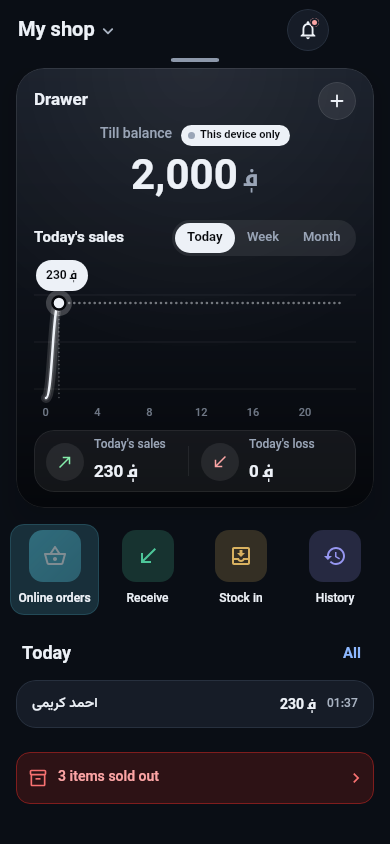 My shop
Drawer
Till balance
This device only
2,000 ؋
Today's sales
Today Week Month
230 ؋
0 4 8 12 16 20
Today's sales
230 ؋
Today's loss
0 ؋
Online orders
Receive
Stock in
History
Today
All
احمد کریمی
230 ؋
01:37
3 items sold out